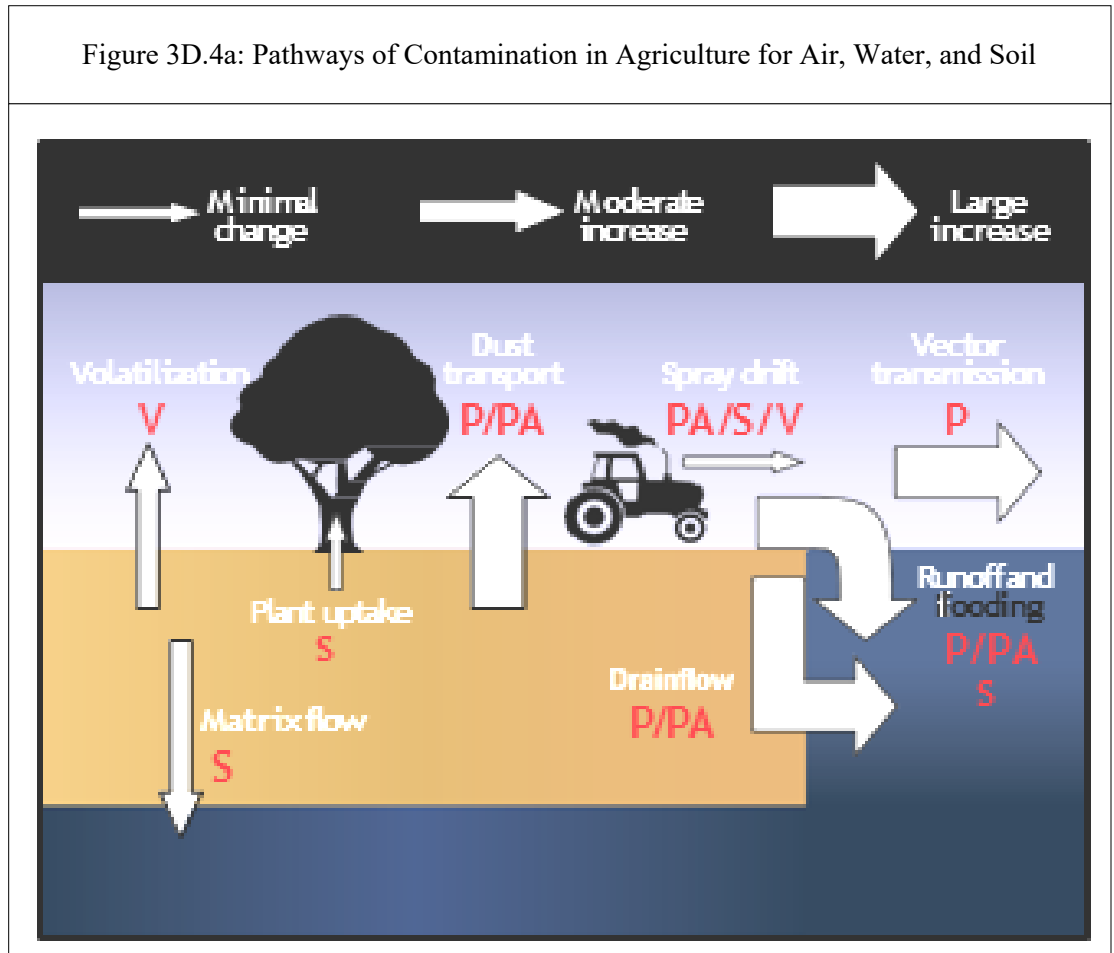 Figure 3D.4a: Pathways of Contamination in Agriculture for Air, Water, and Soil
Minimal
change
Moderate
increase
Large
increase
Volatilization
V
Dust
transport
P/PA
Spray drift
PA/S/V
Vector
transmission
P
Plant uptake
S
Matrix flow
S
Drainflow
P/PA
Runoff and
flooding
P/PA
S